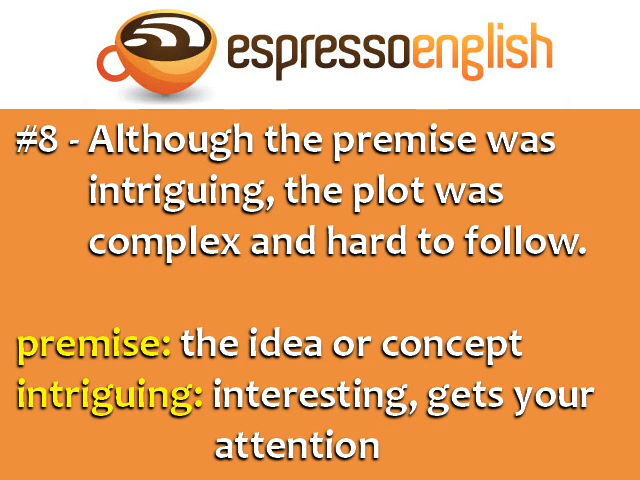 espressoenglish
#8 - Although the premise was
intriguing, the plot was
complex and hard to follow.
premise: the idea or concept
intriguing: interesting, gets your
attention